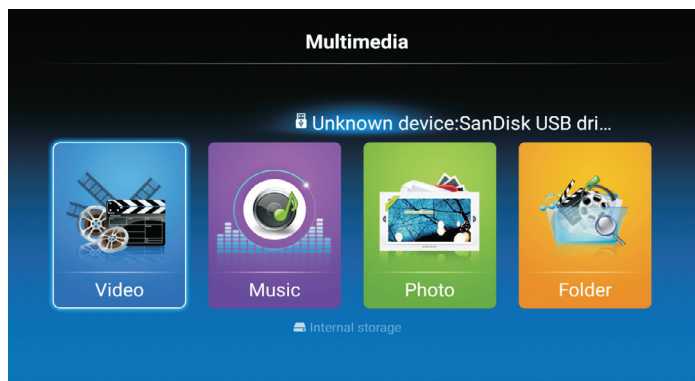 Multimedia
Unknown device:SanDisk USB dri...
Video
Music
Photo
Folder
Internal storage